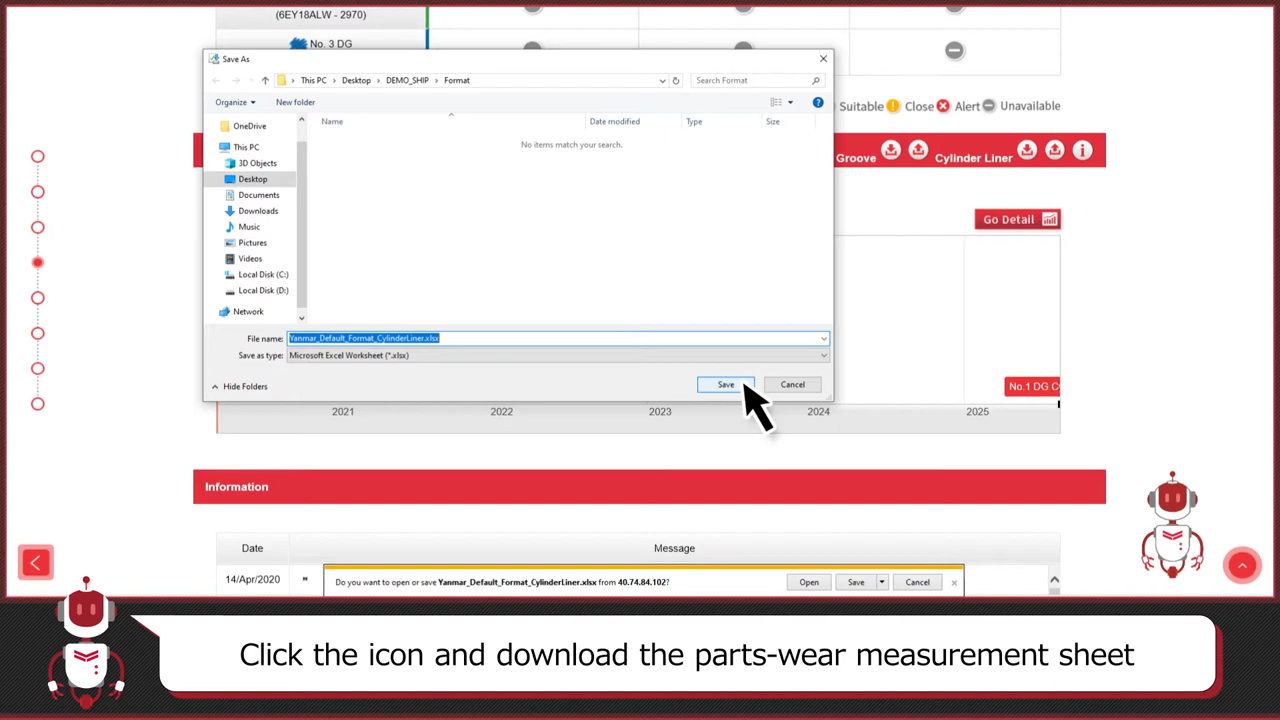 (6EY18ALW - 2970)
No. 3 DG
Save As
This PC > Desktop > DEMO_SHIP > Format
Search Format
Organize
New folder
OneDrive
This PC
3D Objects
Desktop
Documents
Downloads
Music
Pictures
Videos
Local Disk (C:)
Local Disk (D:)
Network
Name
Date modified
Type
Size
No items match your search.
File name:
Yanmar_Default_Format_CylinderLiner.xlsx
Save as type:
Microsoft Excel Worksheet (*.xlsx)
Hide Folders
Save
Cancel
Suitable ! Close Alert Unavailable
Groove
Cylinder Liner
Go Detail
No.1 DG C
2021
2022
2023
2024
2025
Information
Date
Message
14/Apr/2020
Do you want to open or save Yanmar_Default_Format_CylinderLiner.xlsx from 40.74.84.102?
Open
Save
Cancel
Click the icon and download the parts-wear measurement sheet